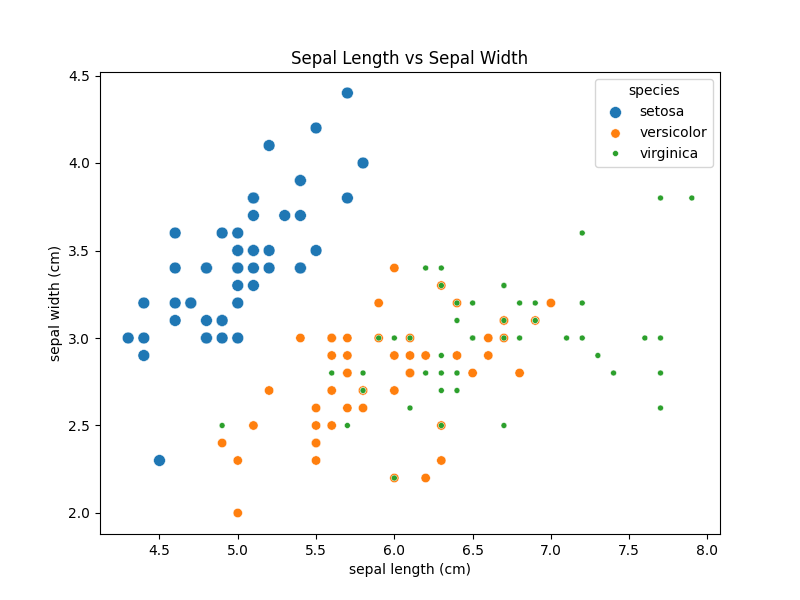 Sepal Length vs Sepal Width
4.5
4.0
3.5
3.0
2.5
2.0
sepal width (cm)
species
setosa
versicolor
virginica
4.5 5.0 5.5 6.0 6.5 7.0 7.5 8.0
sepal length (cm)